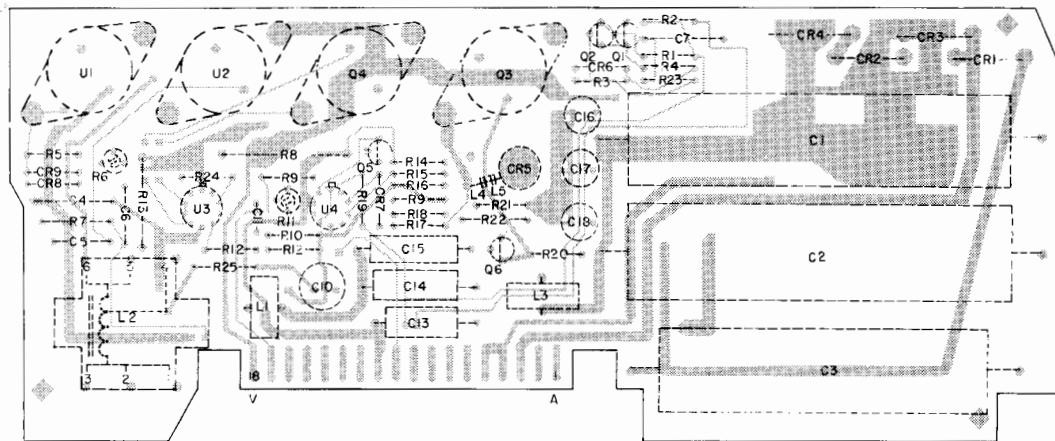 U1
U2
Q4
Q3
Q2
Q1
R2
C7
R1
CR6
R4
R3
R23
CR4
CR3
CR2
CR1
C16
C1
R5
CR9
CR8
R6
R24
R8
R9
Q5
R14
R15
R16
R9
R18
R17
CR5
C17
L4
L5
R21
R22
C18
C4
C6
R13
U3
C11
R11
U4
R19
CR7
R7
C5
R12
R10
R12
C15
Q6
R20
C2
6
R25
C10
C14
L3
L2
L1
C13
3
2
1
18
V
A
C3